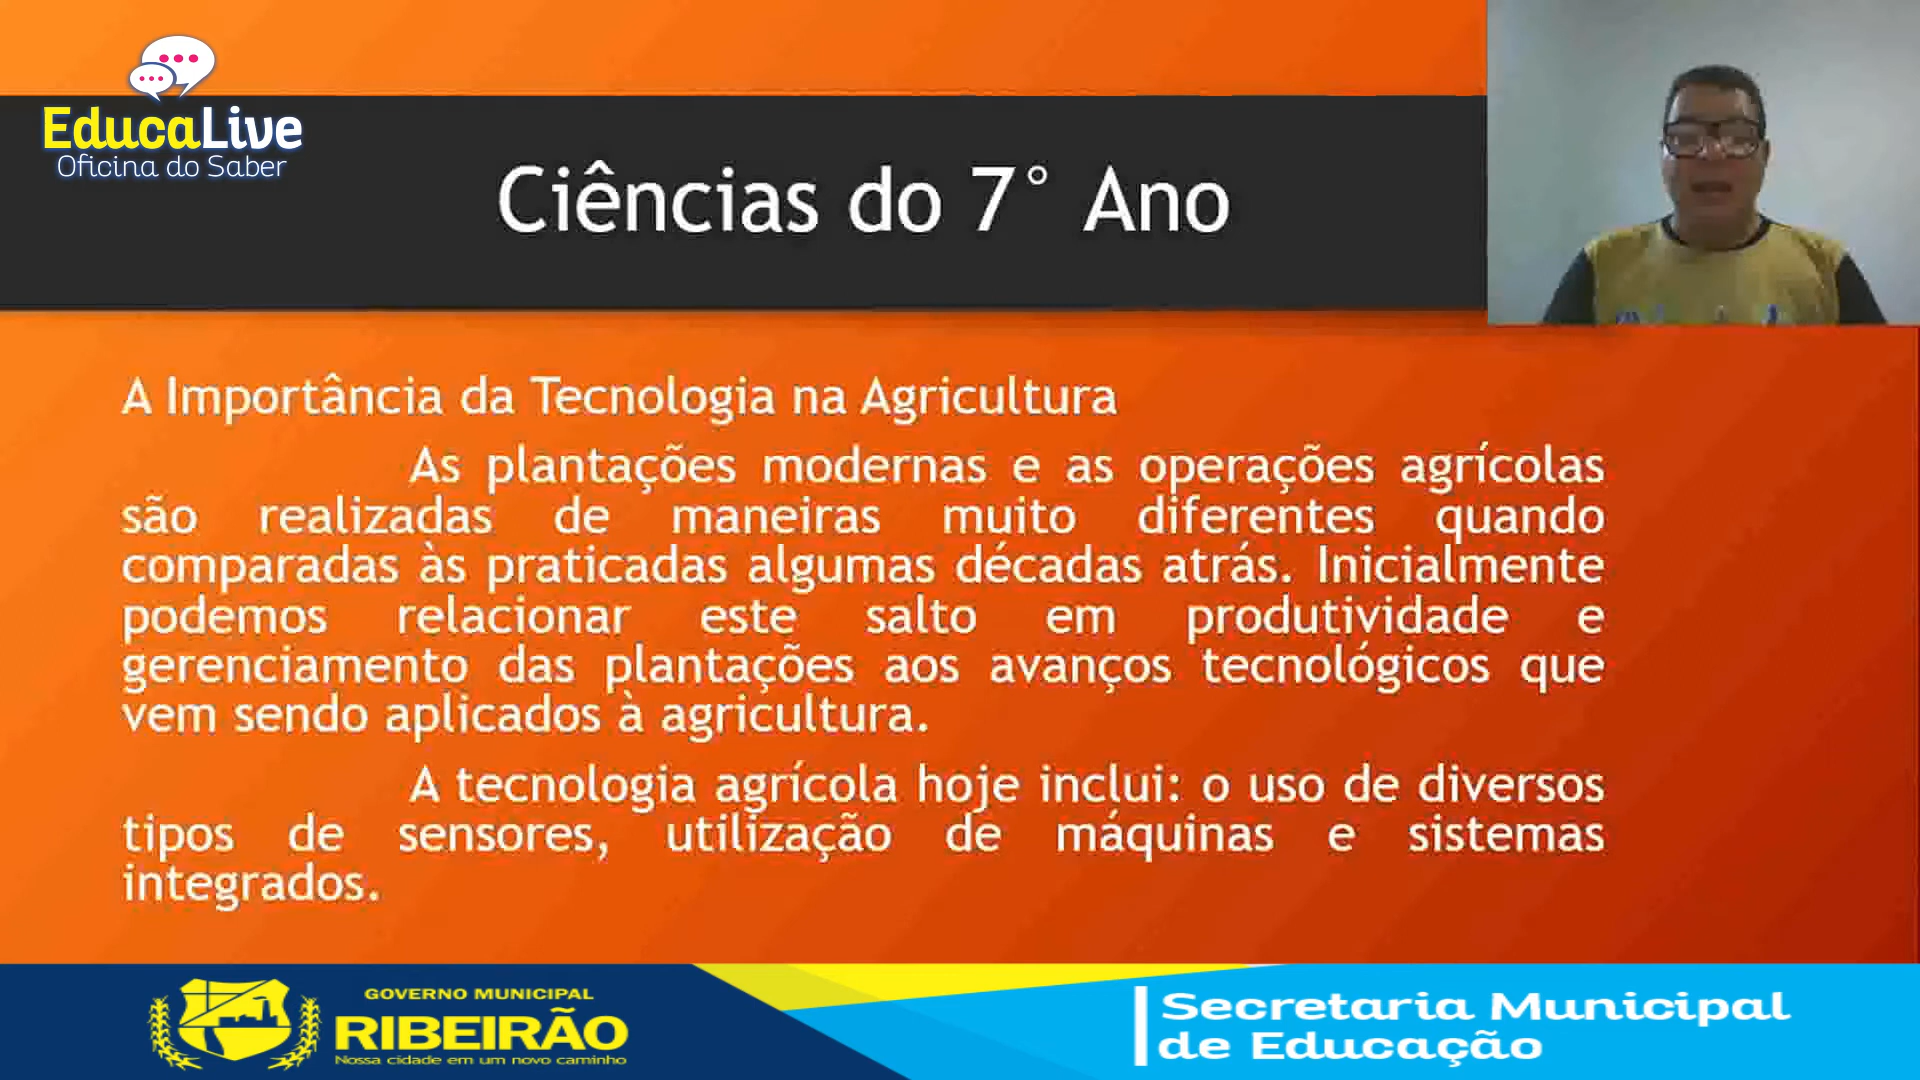 EducaLive
Oficina do Saber
Ciências do 7° Ano
A Importância da Tecnologia na Agricultura
As plantações modernas e as operações agrícolas
são realizadas de maneiras muito diferentes quando
comparadas às praticadas algumas décadas atrás. Inicialmente
podemos relacionar este salto em produtividade e
gerenciamento das plantações aos avanços tecnológicos que
vem sendo aplicados à agricultura.
A tecnologia agrícola hoje inclui: o uso de diversos
tipos de sensores, utilização de máquinas e sistemas
integrados.
GOVERNO MUNICIPAL
RIBEIRÃO
Nossa cidade em um novo caminho
Secretaria Municipal
de Educação